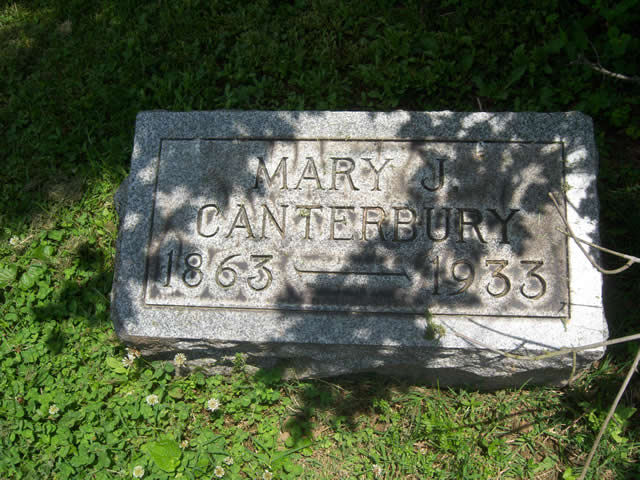 MARY J.
CANTERBURY
1863 — 1933